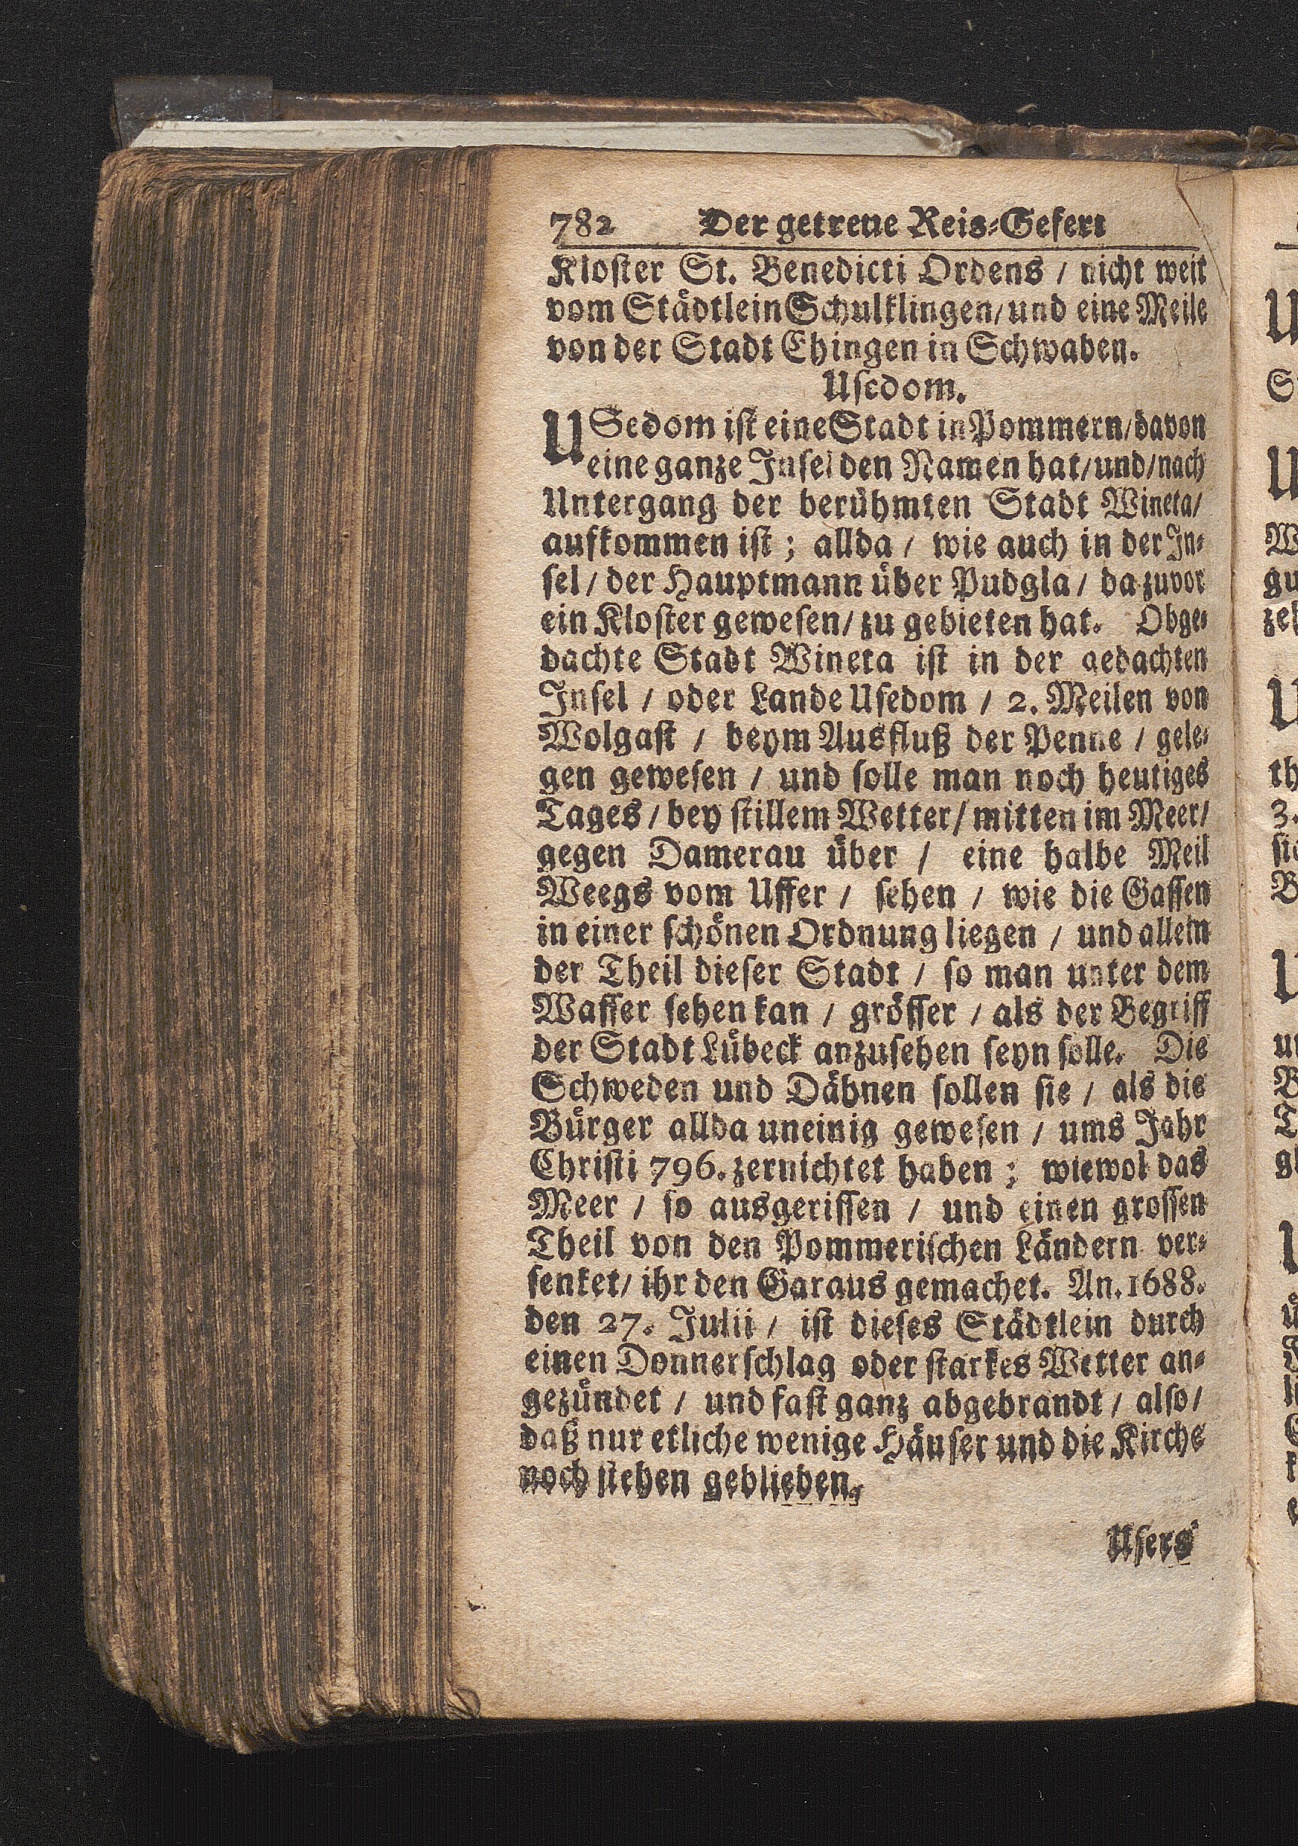 782 Der getreue Reis-Gefert
Kloster St. Benedicti Ordens / nicht weit
vom Städtlein Schulklingen/ und eine Meile
von der Stadt Ehingen in Schwaben.
Usedom.
USedom ist eine Stadt in Pommern/davon
eine ganze Insel den Namen hat/und/nach
Untergang der berühmten Stadt Wineta/
aufkommen ist; allda / wie auch in der In-
sel / der Hauptmann über Pudgla / da zuvor
ein Kloster gewesen/ zu gebieten hat. Obge-
dachte Stadt Wineta ist in der gedachten
Insel / oder Lande Usedom / 2. Meilen von
Wolgast / beym Ausfluß der Penne / gele-
gen gewesen / und solle man noch heutiges
Tages / bey stillem Wetter/ mitten im Meer/
gegen Damerau über / eine halbe Meil
Weegs vom Uffer / sehen / wie die Gassen
in einer schönen Ordnung liegen / und allein
der Theil dieser Stadt / so man unter dem
Wasser sehen kan / grösser / als der Begriff
der Stadt Lübeck anzusehen seyn solle. Die
Schweden und Dähnen sollen sie / als die
Bürger allda uneinig gewesen / ums Jahr
Christi 796. zernichtet haben ; wiewol das
Meer / so ausgerissen / und einen grossen
Theil von den Pommerischen Ländern ver-
senket/ ihr den Garaus gemachet. An. 1688.
den 27. Julii / ist dieses Städtlein durch
einen Donnerschlag oder starkes Wetter an-
gezündet / und fast ganz abgebrandt / also/
daß nur etliche wenige Häuser und die Kirche
noch stehen geblieben.
Users